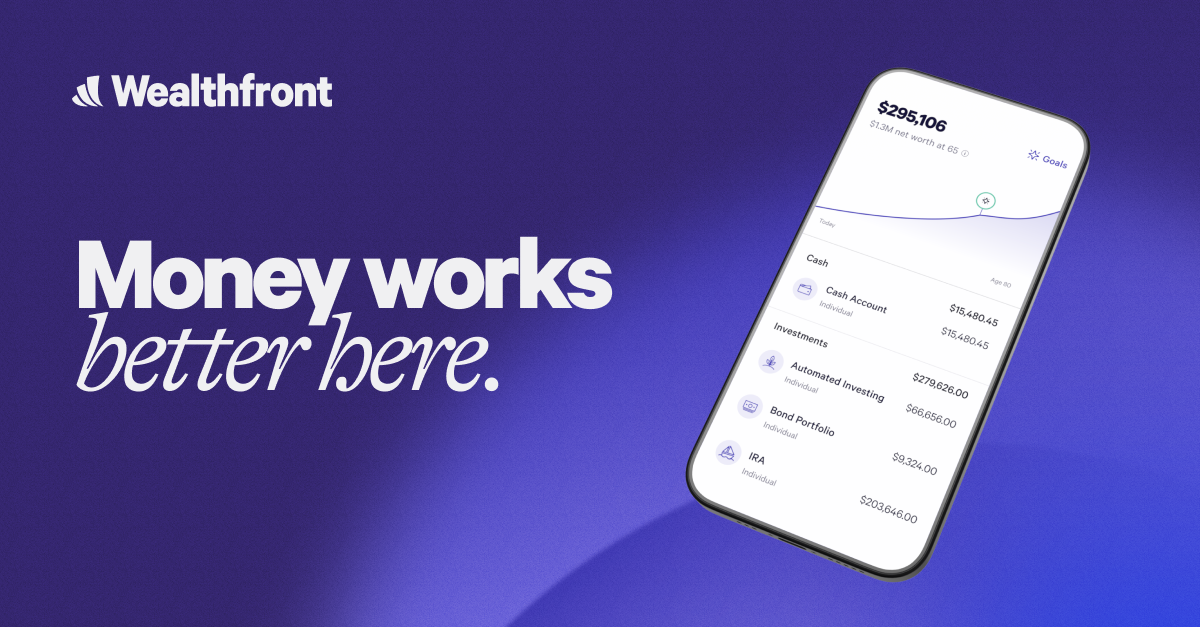 Wealthfront
Money works
better here.
$295,106
$1.3M net worth at 65
Goals
Today
Age 80
Cash
$15,480.45
Cash Account
$15,480.45
Individual
Investments
$279,626.00
Automated Investing
$66,656.00
Individual
Bond Portfolio
$9,324.00
Individual
IRA
$203,646.00
Individual